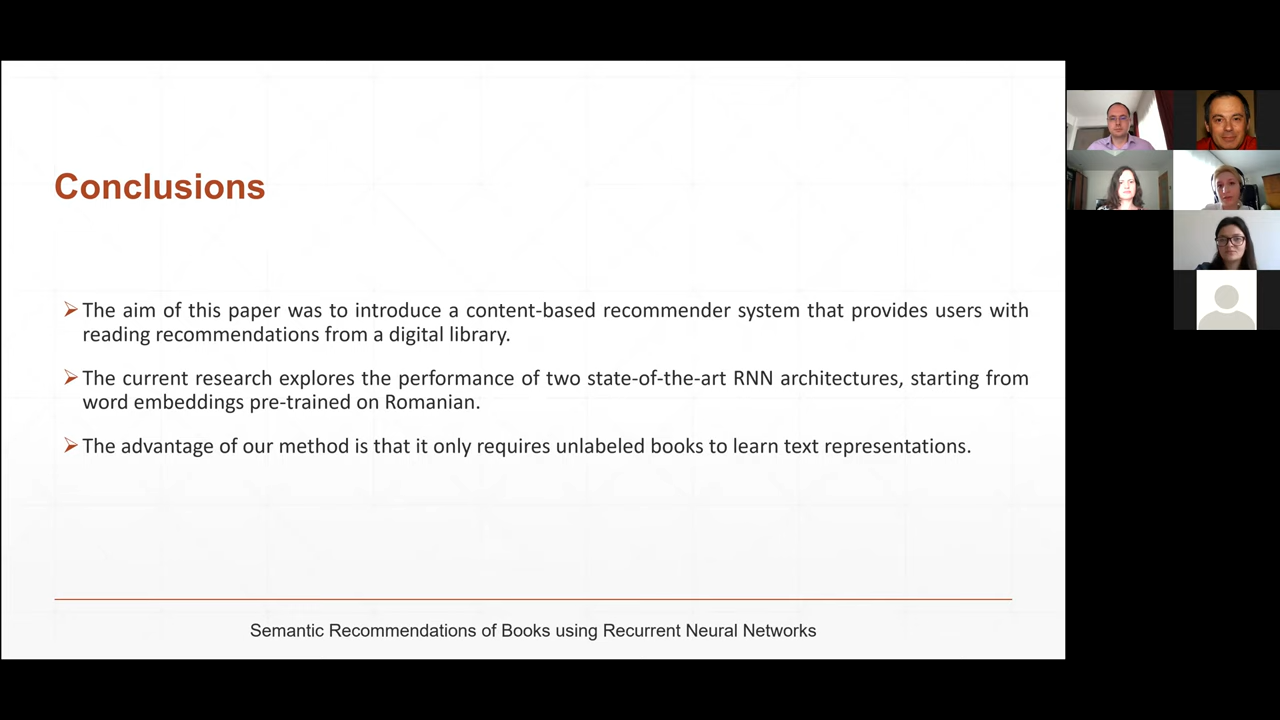 Conclusions
The aim of this paper was to introduce a content-based recommender system that provides users with
reading recommendations from a digital library.
The current research explores the performance of two state-of-the-art RNN architectures, starting from
word embeddings pre-trained on Romanian.
The advantage of our method is that it only requires unlabeled books to learn text representations.
Semantic Recommendations of Books using Recurrent Neural Networks